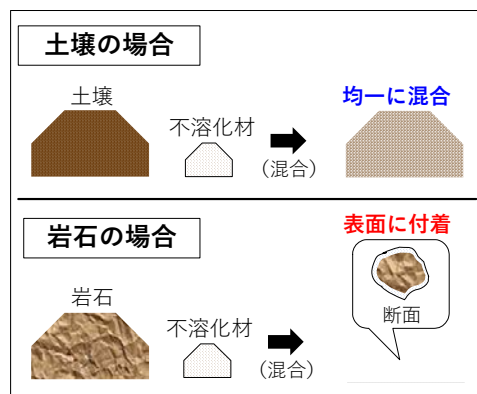 土壌の場合
土壌
不溶化材
(混合)
均一に混合
岩石の場合
岩石
不溶化材
(混合)
表面に付着
断面